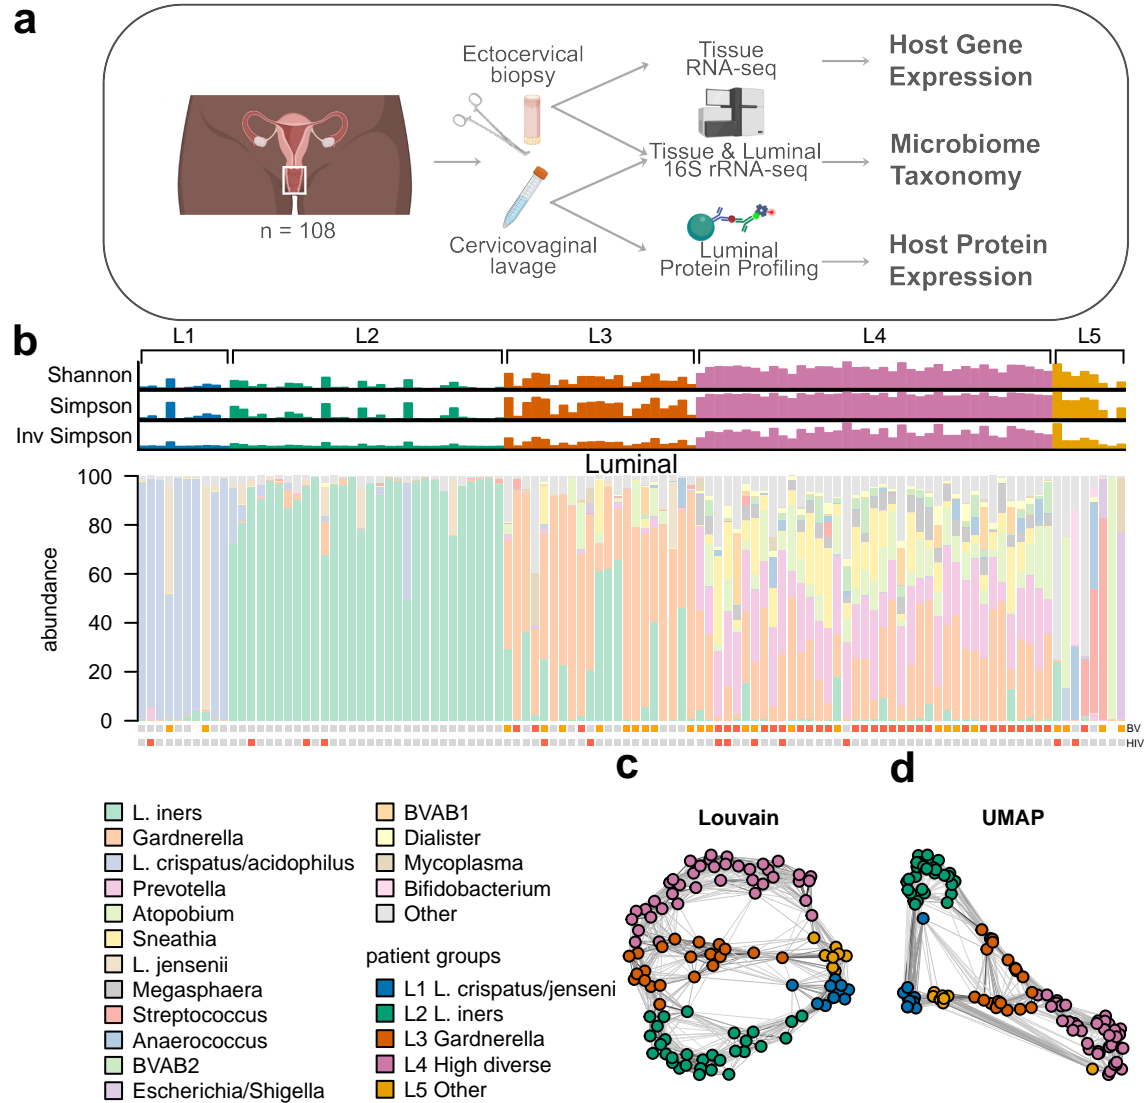 a
Ectocervical
biopsy
Tissue
RNA-seq
Host Gene
Expression
Tissue & Luminal
16S rRNA-seq
Microbiome
Taxonomy
n = 108
Cervicovaginal
lavage
Luminal
Protein Profiling
Host Protein
Expression
b
L1 L2 L3 L4 L5
Shannon
Simpson
Inv Simpson
Luminal
abundance
100
80
60
40
20
0
BV
HIV
L. iners
Gardnerella
L. crispatus/acidophilus
Prevotella
Atopobium
Sneathia
L. jensenii
Megasphaera
Streptococcus
Anaerococcus
BVAB2
Escherichia/Shigella
BVAB1
Dialister
Mycoplasma
Bifidobacterium
Other
patient groups
L1 L. crispatus/jenseni
L2 L. iners
L3 Gardnerella
L4 High diverse
L5 Other
c
Louvain
d
UMAP